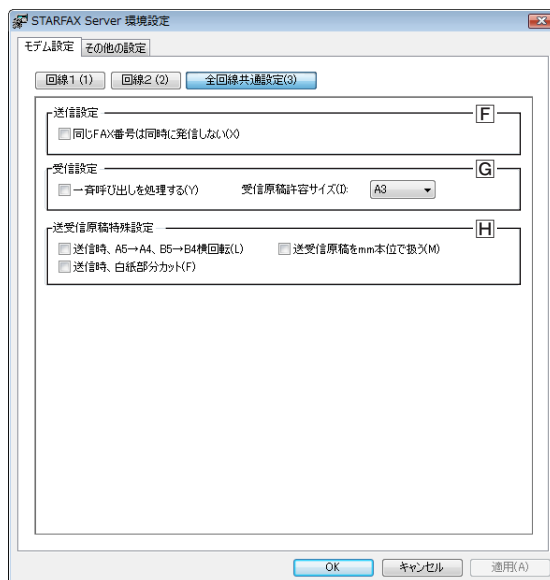 STARFAX Server 環境設定
モデム設定 その他の設定
回線1 (1) 回線2 (2) 全回線共通設定(3)
送信設定 F
同じFAX番号は同時に発信しない(X)
受信設定 G
一斉呼び出しを処理する(Y) 受信原稿許容サイズ(I): A3
送受信原稿特殊設定 H
送信時、A5→A4、B5→B4横回転(L) 送受信原稿をmm本位で扱う(M)
送信時、白紙部分カット(F)
OK キャンセル 適用(A)